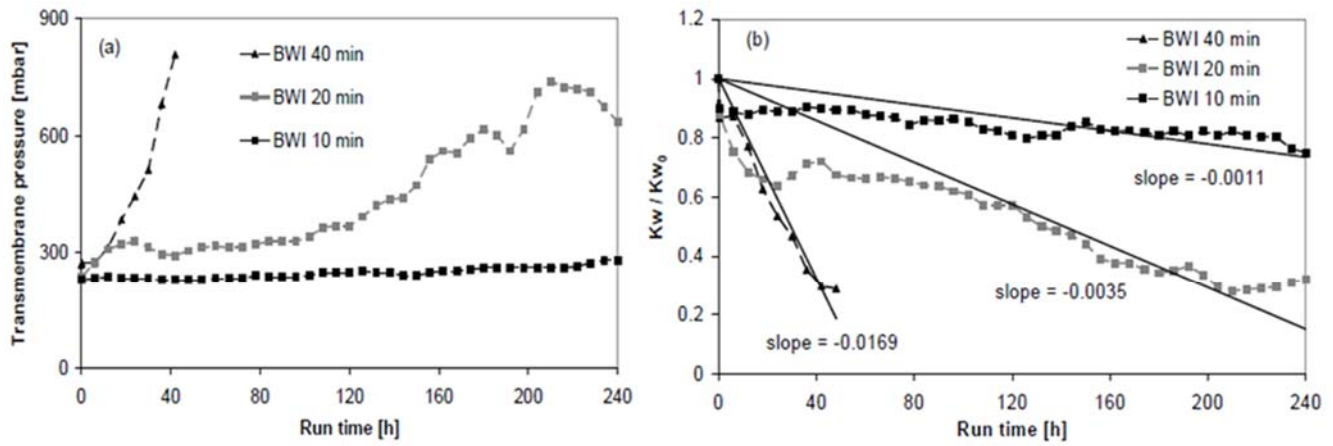 Transmembrane pressure [mbar]
900
600
300
0
(a)
BWI 40 min
BWI 20 min
BWI 10 min
0 40 80 120 160 200 240
Run time [h]
Kw / Kw₀
1.2
1
0.8
0.6
0.4
0.2
0
(b)
BWI 40 min
BWI 20 min
BWI 10 min
slope = -0.0011
slope = -0.0035
slope = -0.0169
0 40 80 120 160 200 240
Run time [h]